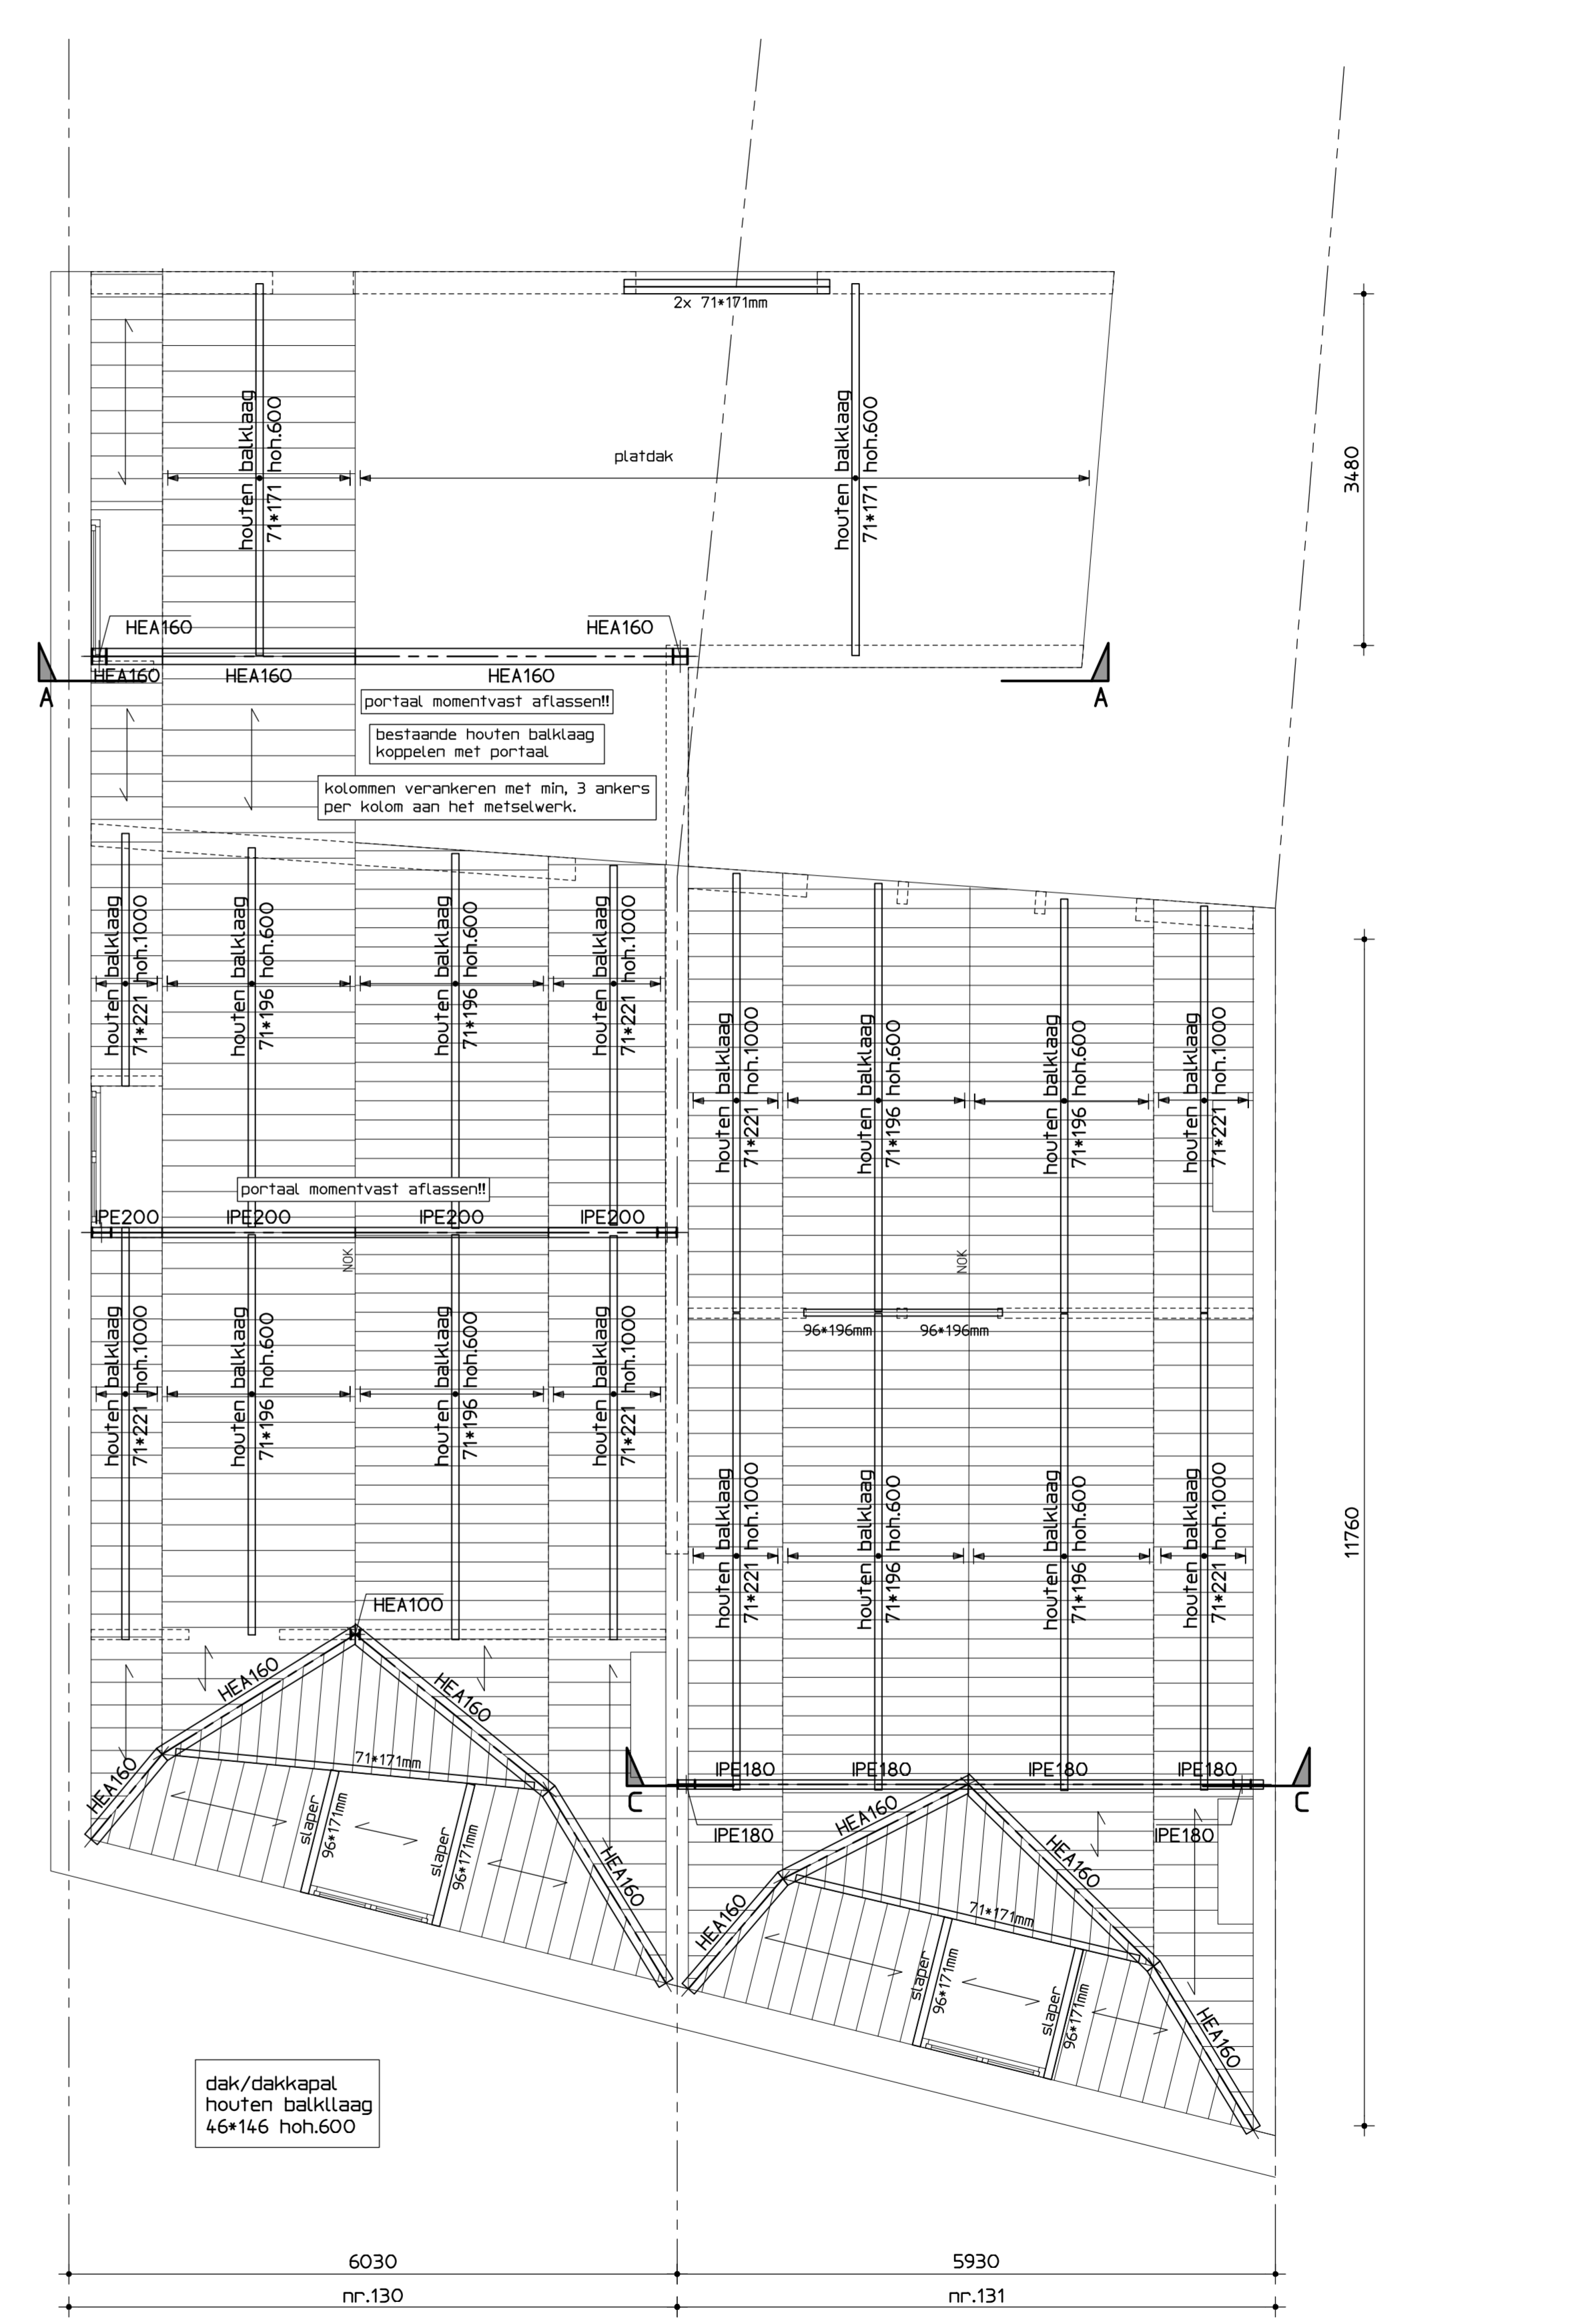 2x 71*171mm
houten balklaag
71*171 hoh.600
platdak
houten balklaag
71*171 hoh.600
3480
HEA160
HEA160
HEA160
HEA160
HEA160
A
A
portaal momentvast aflassen!!
bestaande houten balklaag
koppelen met portaal
kolommen verankeren met min, 3 ankers
per kolom aan het metselwerk.
houten balklaag
71*221 hoh.1000
houten balklaag
71*196 hoh.600
houten balklaag
71*196 hoh.600
houten balklaag
71*221 hoh.1000
houten balklaag
71*221 hoh.1000
houten balklaag
71*196 hoh.600
houten balklaag
71*196 hoh.600
houten balklaag
71*221 hoh.1000
portaal momentvast aflassen!!
IPE200
IPE200
IPE200
IPE200
NOK
NOK
96*196mm
96*196mm
houten balklaag
71*221 hoh.1000
houten balklaag
71*196 hoh.600
houten balklaag
71*196 hoh.600
houten balklaag
71*221 hoh.1000
houten balklaag
71*221 hoh.1000
houten balklaag
71*196 hoh.600
houten balklaag
71*196 hoh.600
houten balklaag
71*221 hoh.1000
11760
HEA100
HEA160
HEA160
HEA160
71*171mm
slaper
96*171mm
slaper
96*171mm
HEA160
IPE180
IPE180
IPE180
IPE180
C
C
IPE180
IPE180
HEA160
HEA160
HEA160
71*171mm
slaper
96*171mm
slaper
96*171mm
HEA160
dak/dakkapal
houten balkllaag
46*146 hoh.600
6030
5930
nr.130
nr.131